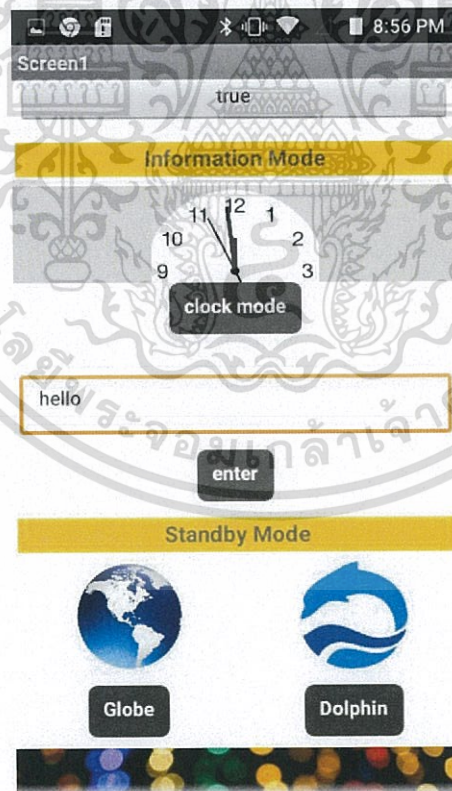 8:56 PM
Screen1
true
Information Mode
11 12 1
10 2
9 3
clock mode
hello
enter
Standby Mode
Globe Dolphin